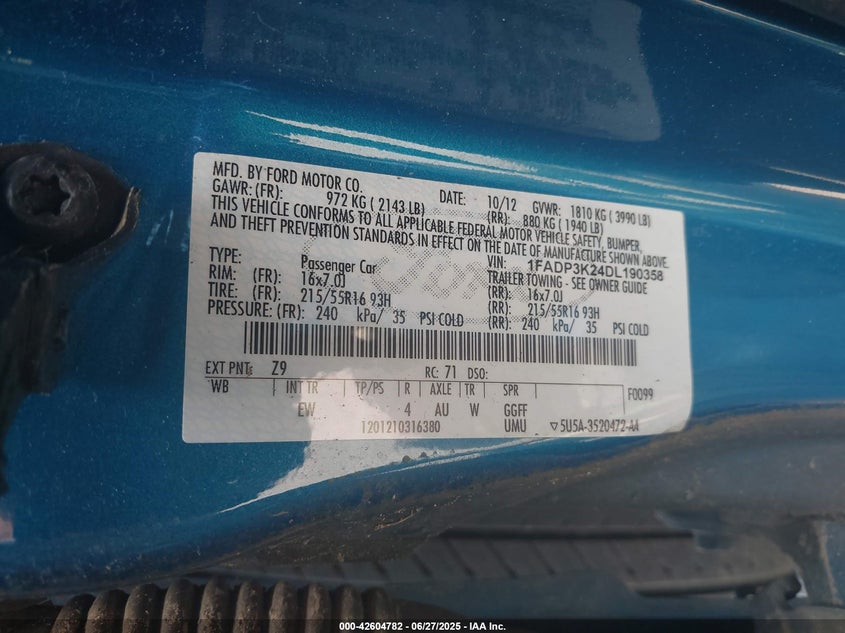 MFD. BY FORD MOTOR CO. DATE: 10/12 GVWR: 1810 KG ( 3990 LB)
GAWR: (FR): 972 KG ( 2143 LB) (RR): 880 KG ( 1940 LB)
THIS VEHICLE CONFORMS TO ALL APPLICABLE FEDERAL MOTOR VEHICLE SAFETY, BUMPER,
AND THEFT PREVENTION STANDARDS IN EFFECT ON THE DATE OF MANUFACTURE SHOWN ABOVE.
VIN: 1FADP3K24DL190358
TYPE: Passenger Car TRAILER TOWING - SEE OWNER GUIDE
RIM: (FR): 16x7.0J (RR): 16x7.0J
TIRE: (FR): 215/55R16 93H (RR): 215/55R16 93H
PRESSURE: (FR): 240 kPa/ 35 PSI COLD (RR): 240 kPa/ 35 PSI COLD
EXT PNT: Z9 RC: 71 DSO:
WB INT TR TP/PS R AXLE TR SPR F0099
EW 4 AU W GGFF
1201210316380 UMU ▽5U5A-3520472-AA
000-42604782 - 06/27/2025 - IAA Inc.